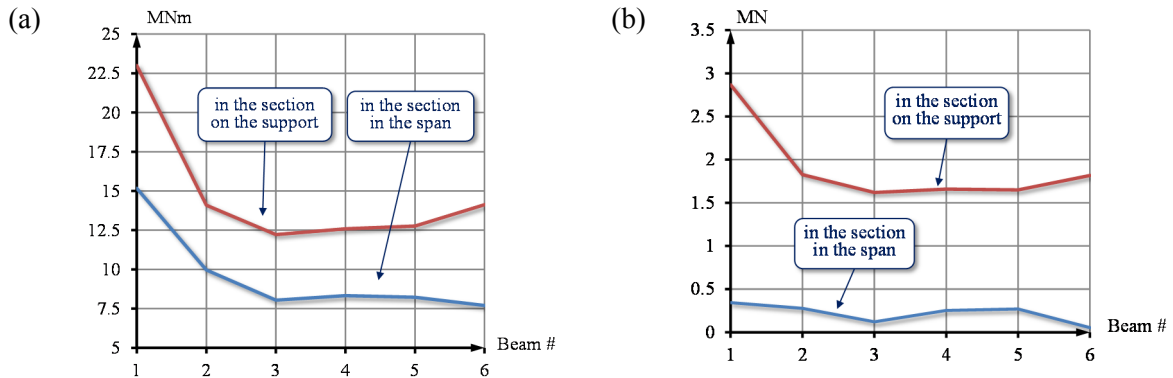 (a)
MNm
25
22.5
20
17.5
15
12.5
10
7.5
5
in the section
on the support
in the section
in the span
1 2 3 4 5 6
Beam #
(b)
MN
3.5
3
2.5
2
1.5
1
0.5
0
in the section
on the support
in the section
in the span
1 2 3 4 5 6
Beam #